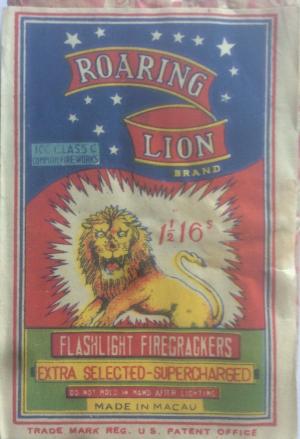 ROARING
LION
BRAND
ICC CLASS C
COMMON FIREWORKS
1½ 16s
FLASHLIGHT FIRECRACKERS
EXTRA SELECTED-SUPERCHARGED
DO NOT HOLD IN HAND AFTER LIGHTING
MADE IN MACAU
TRADE MARK REG. U.S. PATENT OFFICE